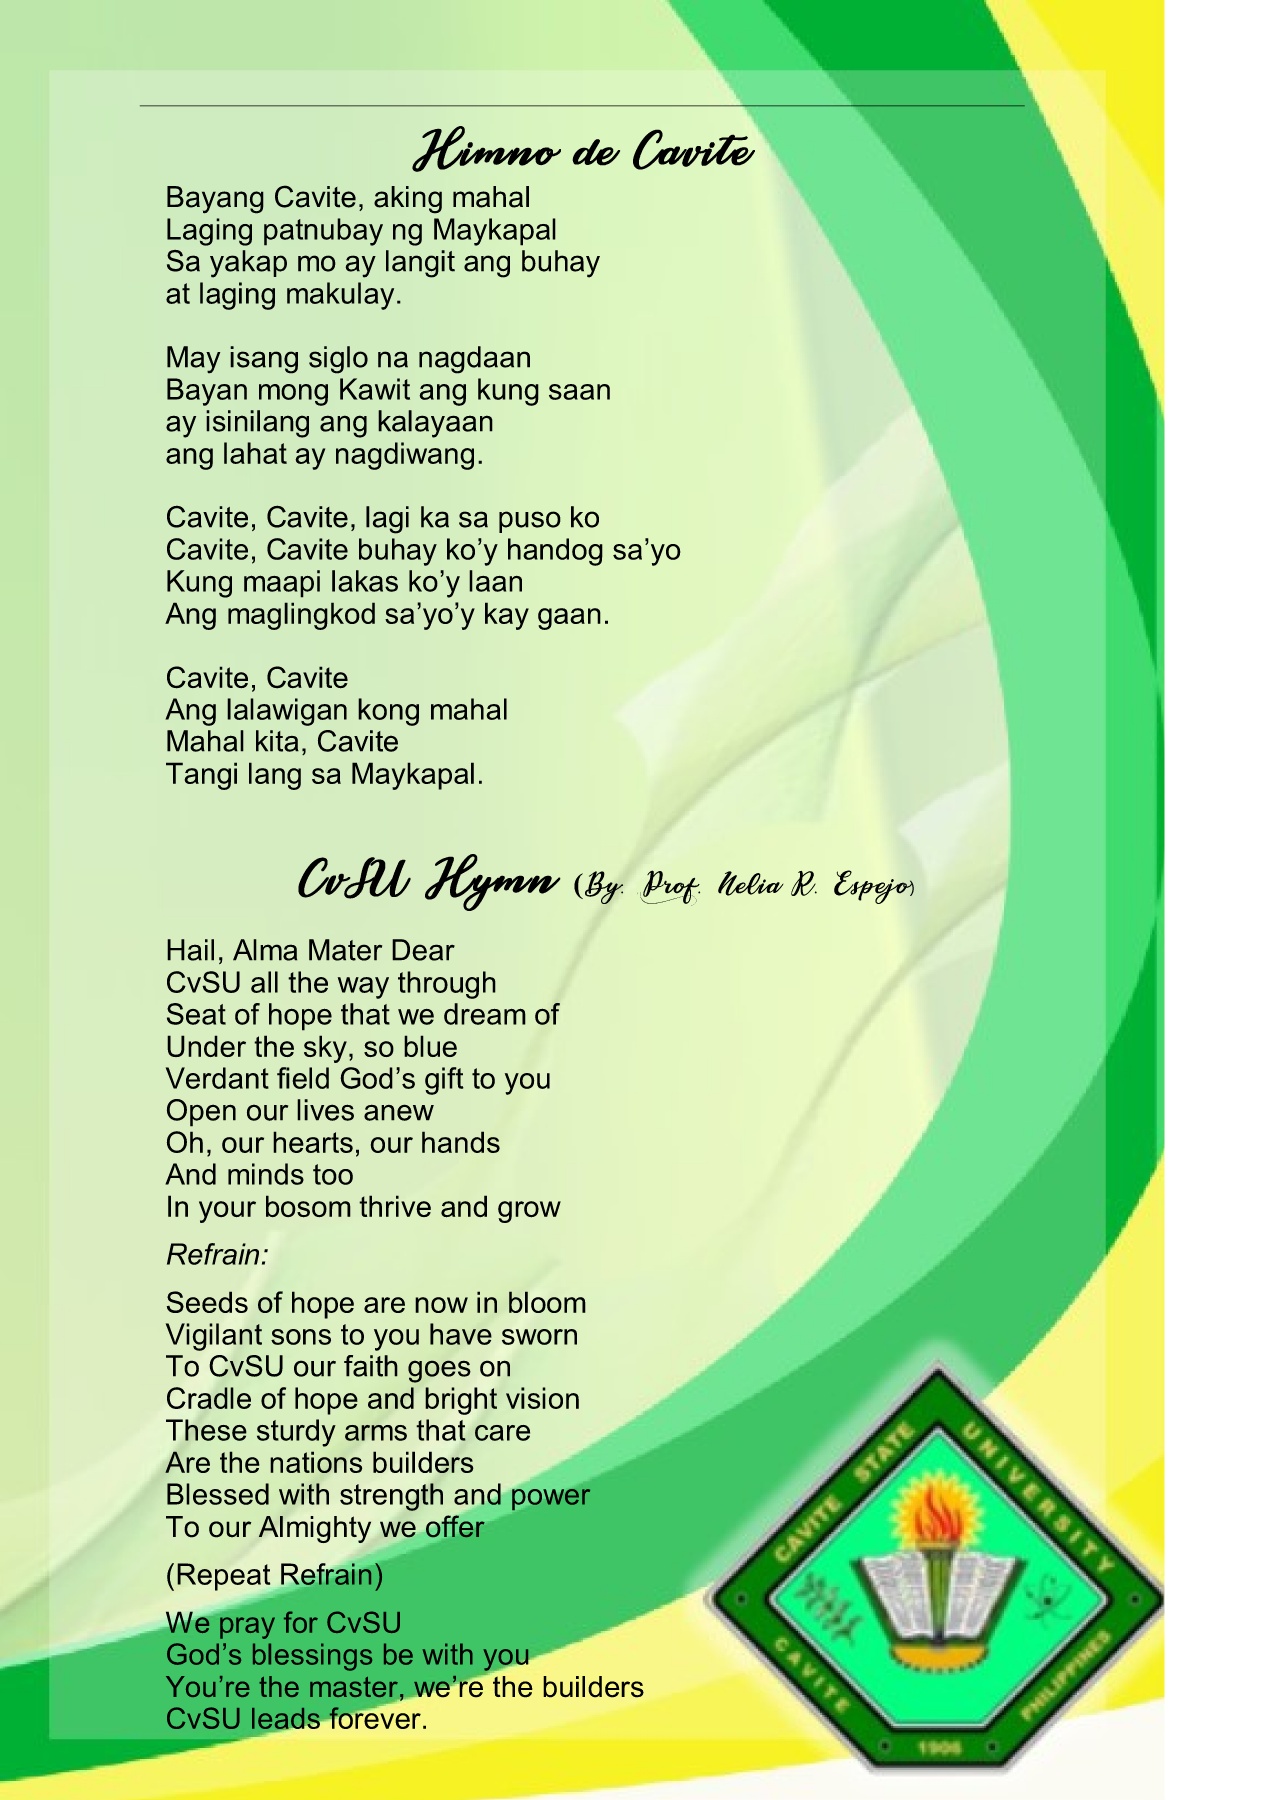 Himno de Cavite
Bayang Cavite, aking mahal
Laging patnubay ng Maykapal
Sa yakap mo ay langit ang buhay
at laging makulay.
May isang siglo na nagdaan
Bayan mong Kawit ang kung saan
ay isinilang ang kalayaan
ang lahat ay nagdiwang.
Cavite, Cavite, lagi ka sa puso ko
Cavite, Cavite buhay ko’y handog sa’yo
Kung maapi lakas ko’y laan
Ang maglingkod sa’yo’y kay gaan.
Cavite, Cavite
Ang lalawigan kong mahal
Mahal kita, Cavite
Tangi lang sa Maykapal.
CvSU Hymn (By. Prof. Nelia R. Espejo)
Hail, Alma Mater Dear
CvSU all the way through
Seat of hope that we dream of
Under the sky, so blue
Verdant field God’s gift to you
Open our lives anew
Oh, our hearts, our hands
And minds too
In your bosom thrive and grow
Refrain:
Seeds of hope are now in bloom
Vigilant sons to you have sworn
To CvSU our faith goes on
Cradle of hope and bright vision
These sturdy arms that care
Are the nations builders
Blessed with strength and power
To our Almighty we offer
(Repeat Refrain)
We pray for CvSU
God’s blessings be with you
You’re the master, we’re the builders
CvSU leads forever.
CAVITE STATE UNIVERSITY
CAVITE PHILIPPINES
1906